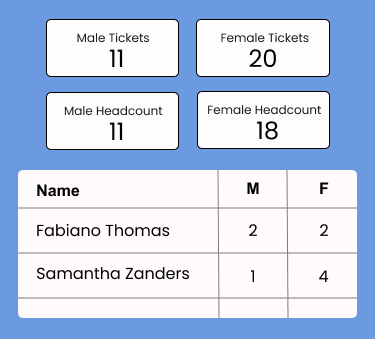 Male Tickets
11
Female Tickets
20
Male Headcount
11
Female Headcount
18
Name M F
Fabiano Thomas 2 2
Samantha Zanders 1 4